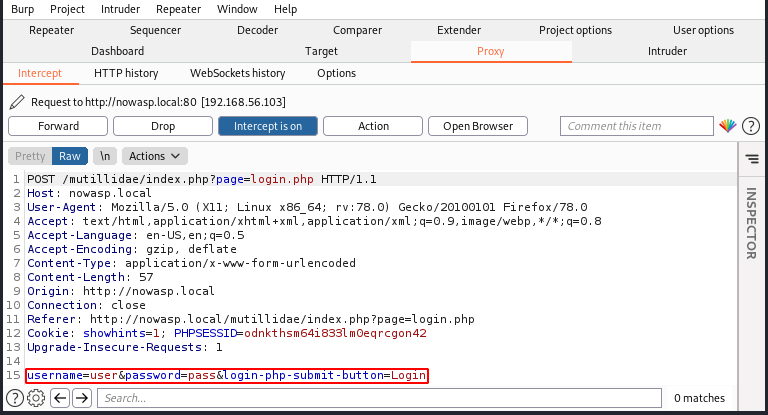 Burp Project Intruder Repeater Window Help
Repeater Sequencer Decoder Comparer Extender Project options User options
Dashboard Target Proxy Intruder
Intercept HTTP history WebSockets history Options
Request to http://nowasp.local:80 [192.168.56.103]
Forward Drop Intercept is on Action Open Browser Comment this item ?
Pretty Raw \n Actions
1 POST /mutillidae/index.php?page=login.php HTTP/1.1
2 Host: nowasp.local
3 User-Agent: Mozilla/5.0 (X11; Linux x86_64; rv:78.0) Gecko/20100101 Firefox/78.0
4 Accept: text/html,application/xhtml+xml,application/xml;q=0.9,image/webp,*/*;q=0.8
5 Accept-Language: en-US,en;q=0.5
6 Accept-Encoding: gzip, deflate
7 Content-Type: application/x-www-form-urlencoded
8 Content-Length: 57
9 Origin: http://nowasp.local
10 Connection: close
11 Referer: http://nowasp.local/mutillidae/index.php?page=login.php
12 Cookie: showhints=1; PHPSESSID=odnkthsm64i833lm0eqrcgon42
13 Upgrade-Insecure-Requests: 1
14
15 username=user&password=pass&login-php-submit-button=Login
INSPECTOR
? Search... 0 matches